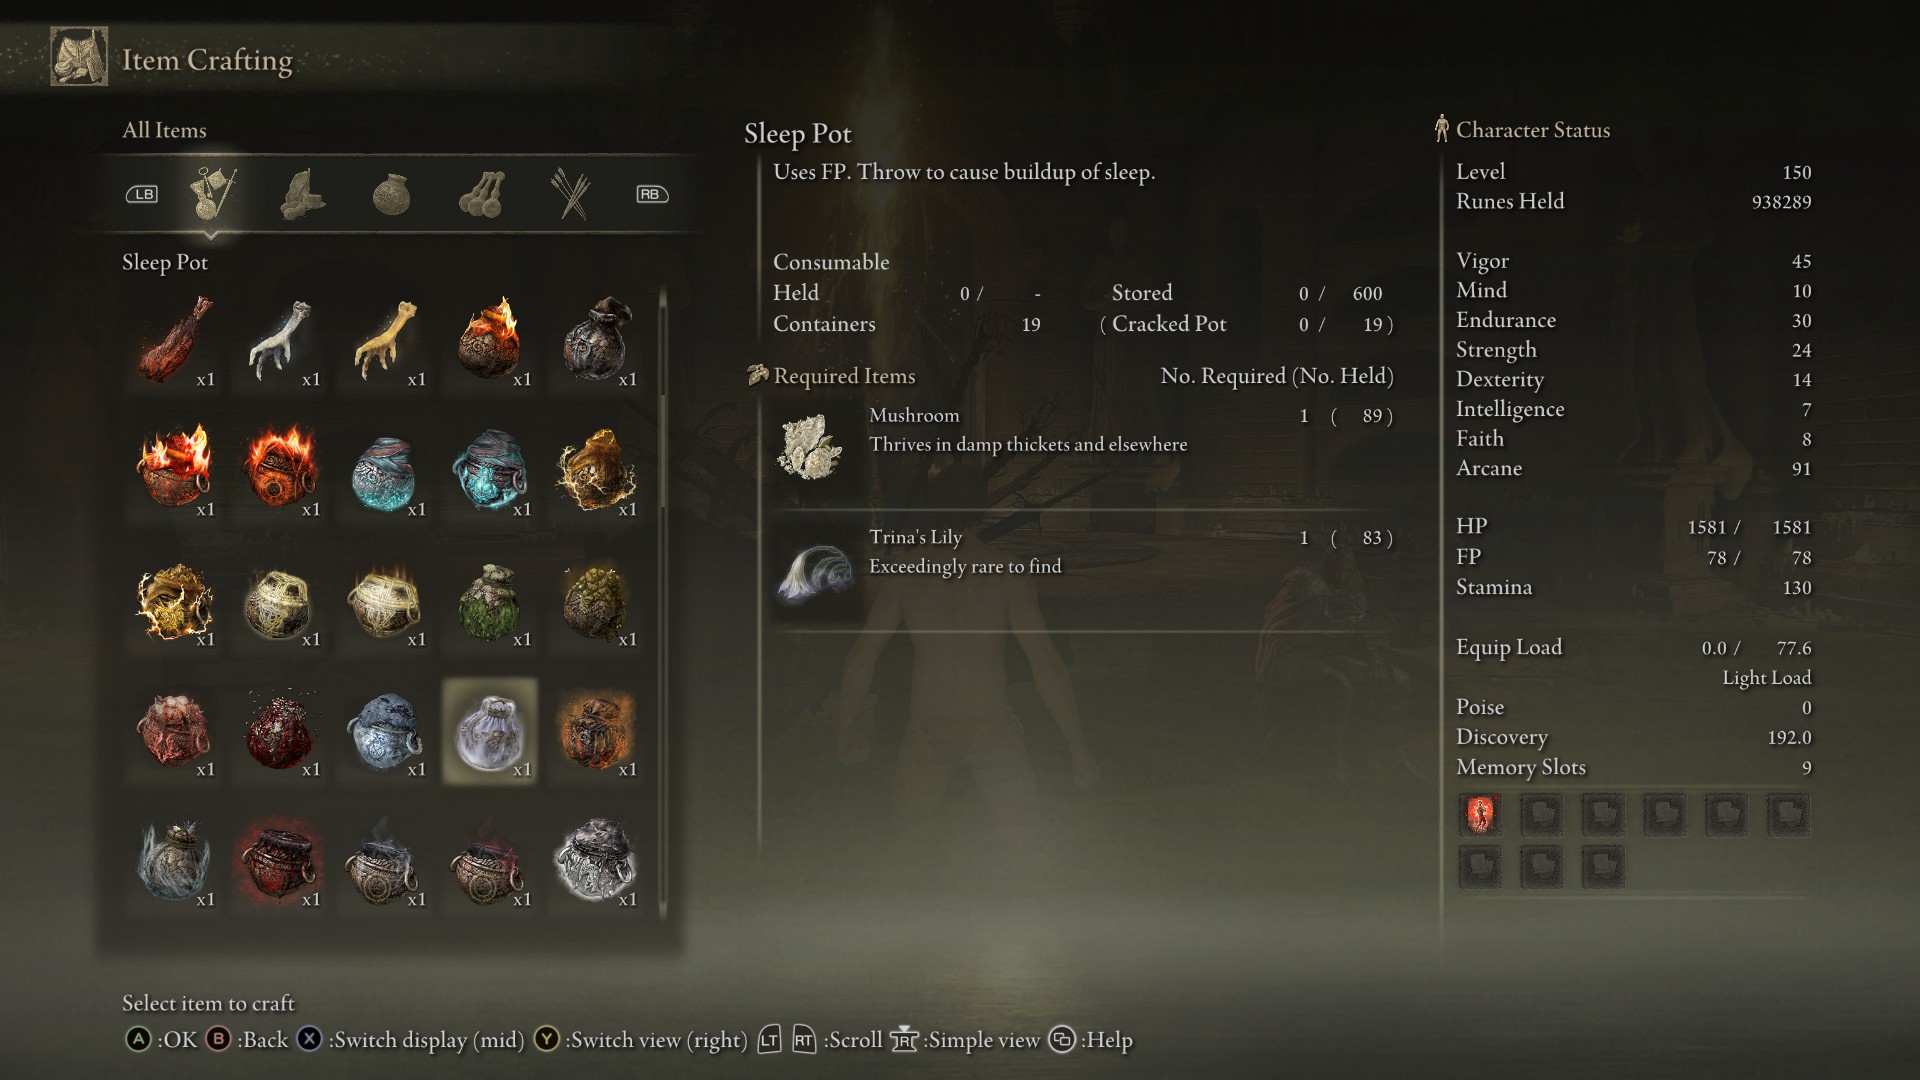 Item Crafting
All Items
LB
RB
Sleep Pot
x1 x1 x1 x1 x1
x1 x1 x1 x1 x1
x1 x1 x1 x1 x1
x1 x1 x1 x1 x1
x1 x1 x1 x1 x1
Sleep Pot
Uses FP. Throw to cause buildup of sleep.
Consumable
Held 0 / - Stored 0 / 600
Containers 19 ( Cracked Pot 0 / 19 )
Required Items No. Required (No. Held)
Mushroom 1 ( 89 )
Thrives in damp thickets and elsewhere
Trina's Lily 1 ( 83 )
Exceedingly rare to find
Character Status
Level 150
Runes Held 938289
Vigor 45
Mind 10
Endurance 30
Strength 24
Dexterity 14
Intelligence 7
Faith 8
Arcane 91
HP 1581 / 1581
FP 78 / 78
Stamina 130
Equip Load 0.0 / 77.6
Light Load
Poise 0
Discovery 192.0
Memory Slots 9
Select item to craft
A :OK B :Back X :Switch display (mid) Y :Switch view (right) LT RT :Scroll R :Simple view :Help